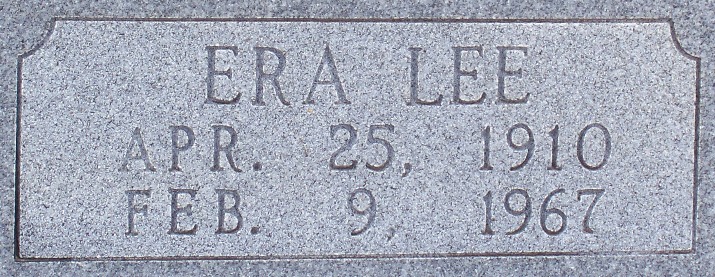 ERA LEE
APR. 25, 1910
FEB. 9, 1967